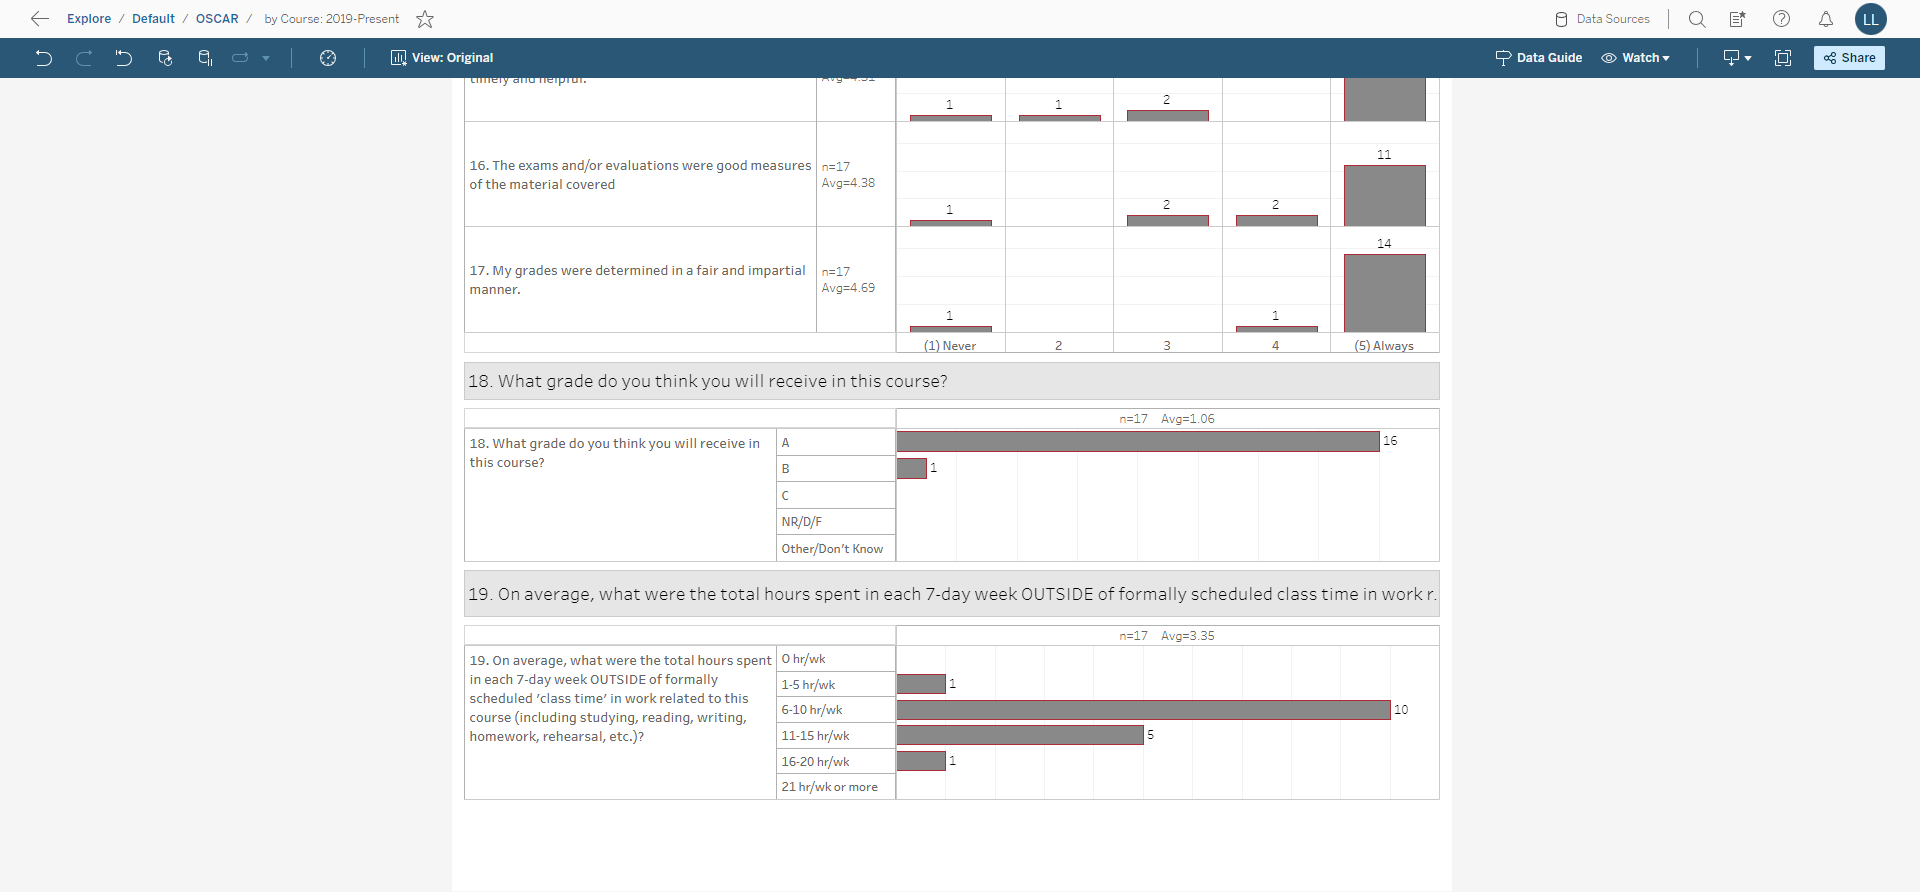 Explore / Default / OSCAR / by Course: 2019-Present
Data Sources
LL
View: Original
Data Guide
Watch
Share
timely and helpful.
Avg=4.31
1
1
2
16. The exams and/or evaluations were good measures
of the material covered
n=17
Avg=4.38
1
2
2
11
17. My grades were determined in a fair and impartial
manner.
n=17
Avg=4.69
1
1
14
(1) Never
2
3
4
(5) Always
18. What grade do you think you will receive in this course?
n=17 Avg=1.06
18. What grade do you think you will receive in
this course?
A
16
B
1
C
NR/D/F
Other/Don't Know
19. On average, what were the total hours spent in each 7-day week OUTSIDE of formally scheduled class time in work r.
n=17 Avg=3.35
19. On average, what were the total hours spent
in each 7-day week OUTSIDE of formally
scheduled ‘class time’ in work related to this
course (including studying, reading, writing,
homework, rehearsal, etc.)?
0 hr/wk
1-5 hr/wk
1
6-10 hr/wk
10
11-15 hr/wk
5
16-20 hr/wk
1
21 hr/wk or more